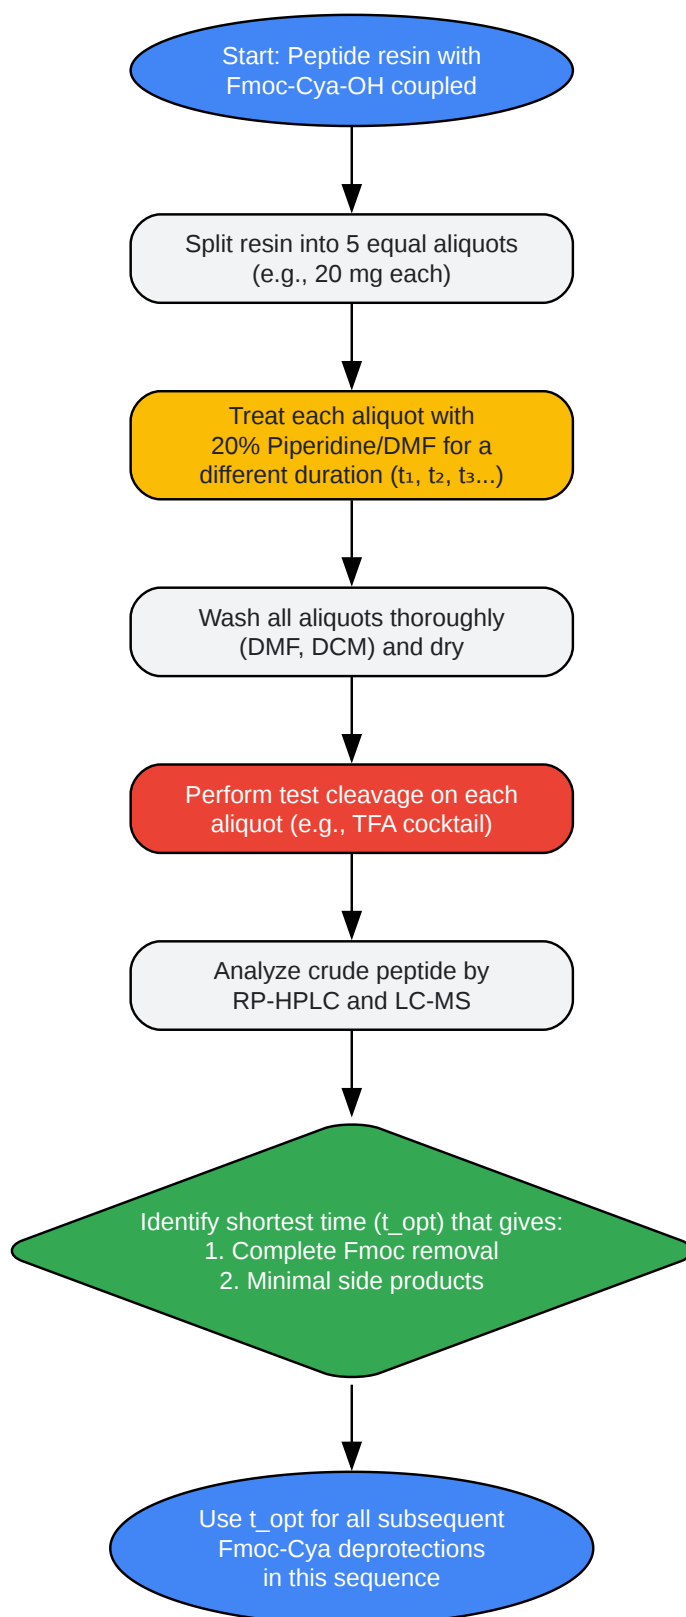 Start: Peptide resin with
Fmoc-Cya-OH coupled
Split resin into 5 equal aliquots
(e.g., 20 mg each)
Treat each aliquot with
20% Piperidine/DMF for a
different duration (t₁, t₂, t₃...)
Wash all aliquots thoroughly
(DMF, DCM) and dry
Perform test cleavage on each
aliquot (e.g., TFA cocktail)
Analyze crude peptide by
RP-HPLC and LC-MS
Identify shortest time (t_opt) that gives:
1. Complete Fmoc removal
2. Minimal side products
Use t_opt for all subsequent
Fmoc-Cya deprotections
in this sequence